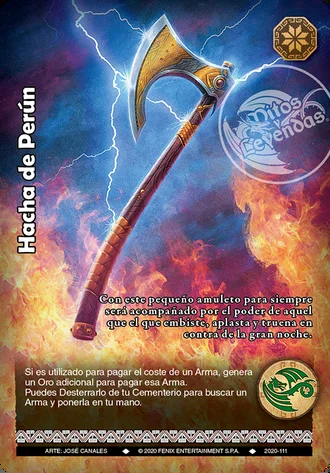 Mitos y
Leyendas
Hacha de Perún
Con este pequeño amuleto para siempre
será acompañado por el poder de aquel
que el que embiste, aplasta y truena en
contra de la gran noche.
Si es utilizado para pagar el coste de un Arma, genera
un Oro adicional para pagar esa Arma.
Puedes Desterrarlo de tu Cementerio para buscar un
Arma y ponerla en tu mano.
ARTE: JOSÉ CANALES ◆ © 2020 FENIX ENTERTAINMENT S.P.A. ◆ 2020-111